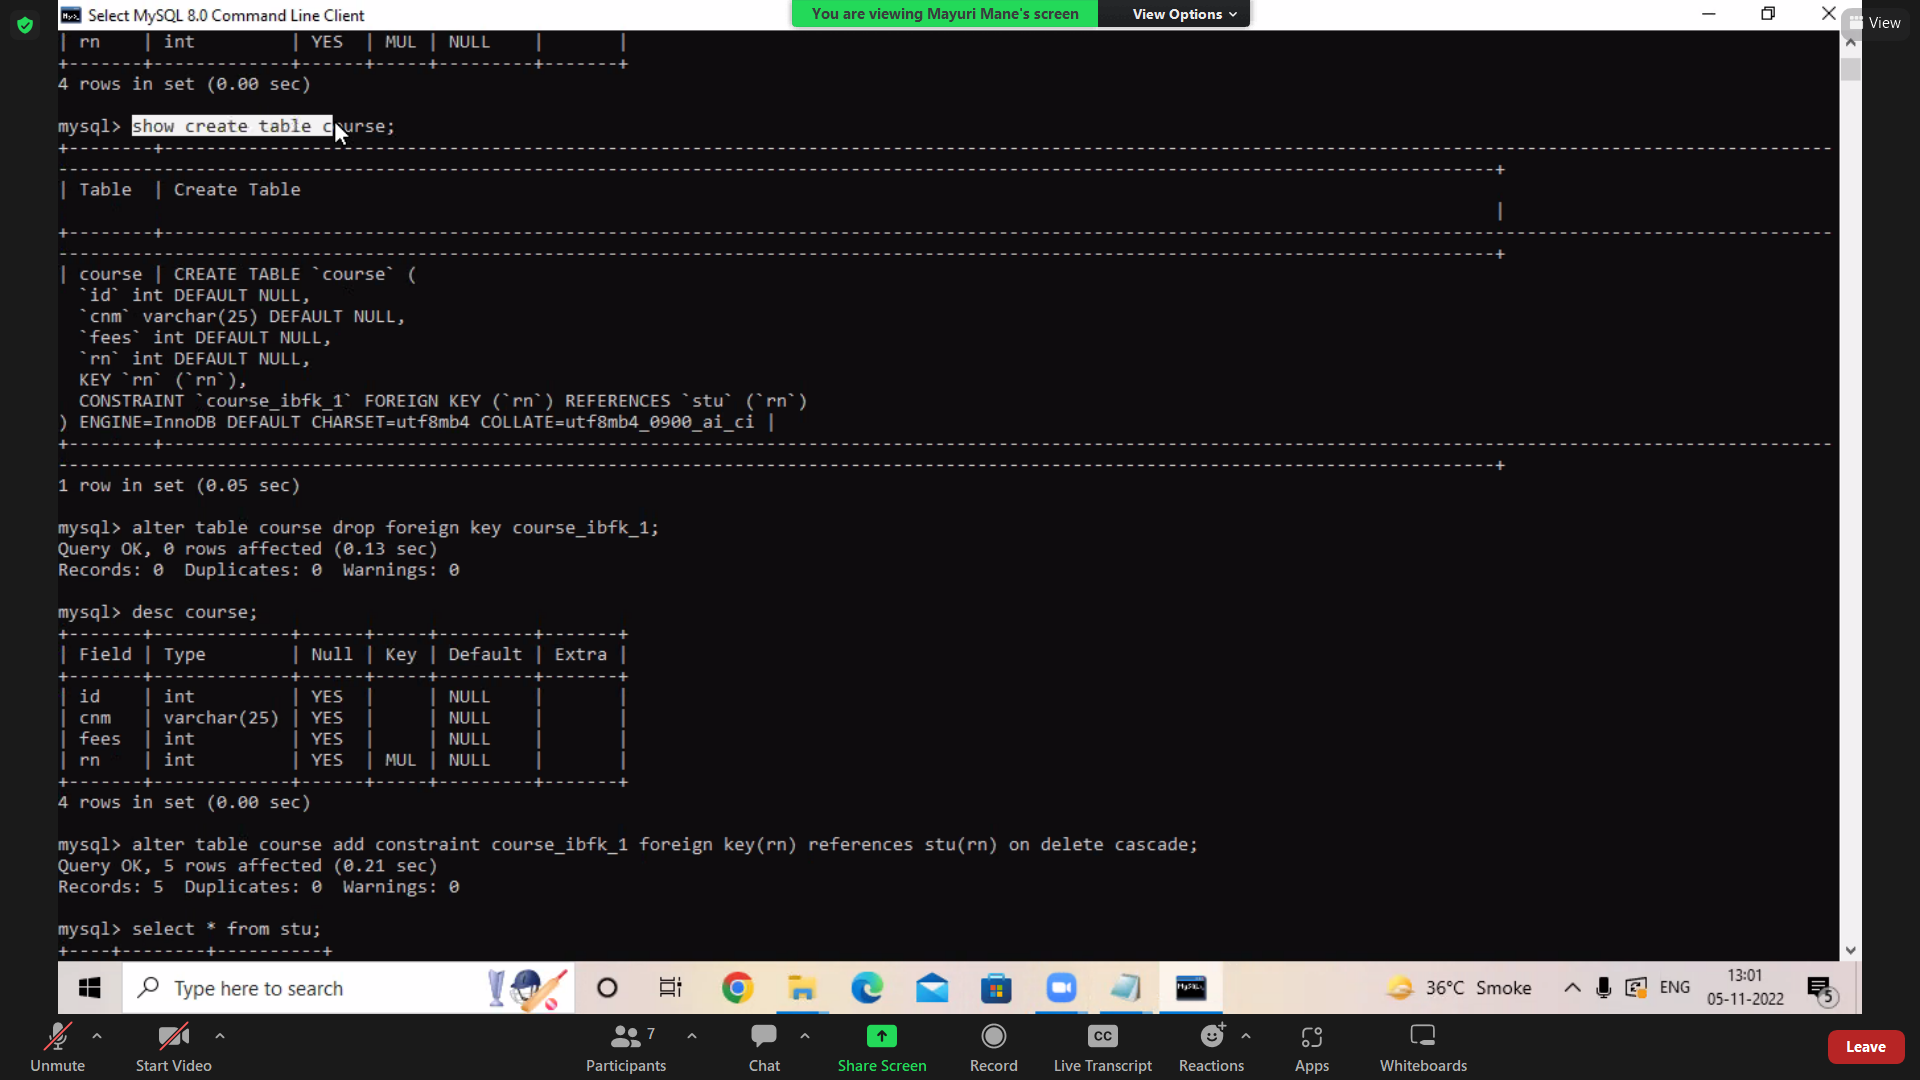 Select MySQL 8.0 Command Line Client
You are viewing Mayuri Mane's screen
View Options
View
| rn    | int         | YES  | MUL | NULL    |       |
+-------+-------------+------+-----+---------+-------+
4 rows in set (0.00 sec)
mysql> show create table course;
| Table  | Create Table
|
| course | CREATE TABLE `course` (
`id` int DEFAULT NULL,
`cnm` varchar(25) DEFAULT NULL,
`fees` int DEFAULT NULL,
`rn` int DEFAULT NULL,
KEY `rn` (`rn`),
CONSTRAINT `course_ibfk_1` FOREIGN KEY (`rn`) REFERENCES `stu` (`rn`)
) ENGINE=InnoDB DEFAULT CHARSET=utf8mb4 COLLATE=utf8mb4_0900_ai_ci |
1 row in set (0.05 sec)
mysql> alter table course drop foreign key course_ibfk_1;
Query OK, 0 rows affected (0.13 sec)
Records: 0  Duplicates: 0  Warnings: 0
mysql> desc course;
+-------+-------------+------+-----+---------+-------+
| Field | Type        | Null | Key | Default | Extra |
+-------+-------------+------+-----+---------+-------+
| id    | int         | YES  |     | NULL    |       |
| cnm   | varchar(25) | YES  |     | NULL    |       |
| fees  | int         | YES  |     | NULL    |       |
| rn    | int         | YES  | MUL | NULL    |       |
+-------+-------------+------+-----+---------+-------+
4 rows in set (0.00 sec)
mysql> alter table course add constraint course_ibfk_1 foreign key(rn) references stu(rn) on delete cascade;
Query OK, 5 rows affected (0.21 sec)
Records: 5  Duplicates: 0  Warnings: 0
mysql> select * from stu;
+----+--------+----------+
Type here to search
36°C Smoke
ENG
13:01
05-11-2022
5
Unmute
Start Video
Participants
7
Chat
Share Screen
Record
CC
Live Transcript
Reactions
Apps
Whiteboards
Leave